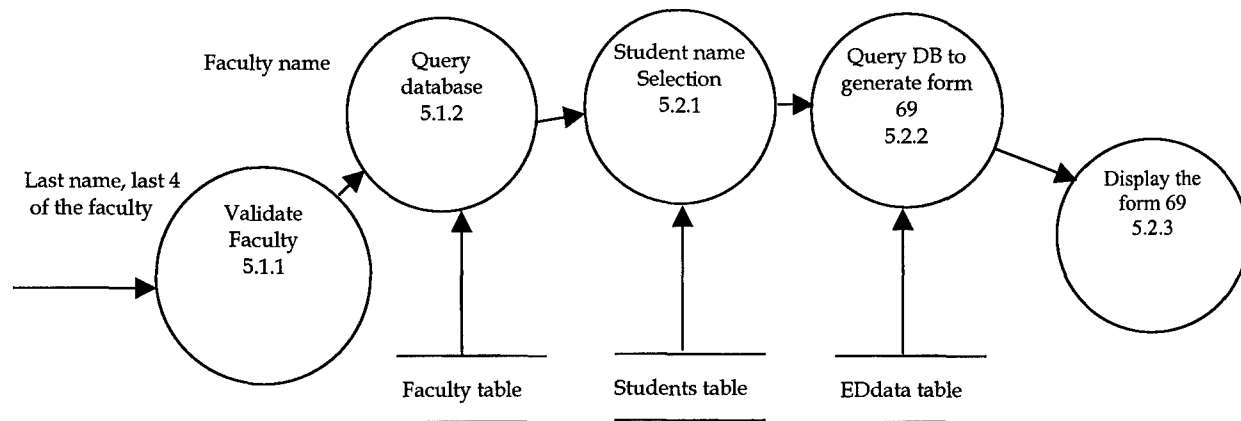 Faculty name
Query
database
5.1.2
Student name
Selection
5.2.1
Query DB to
generate form
69
5.2.2
Last name, last 4
of the faculty
Validate
Faculty
5.1.1
Display the
form 69
5.2.3
Faculty table
Students table
EDdata table